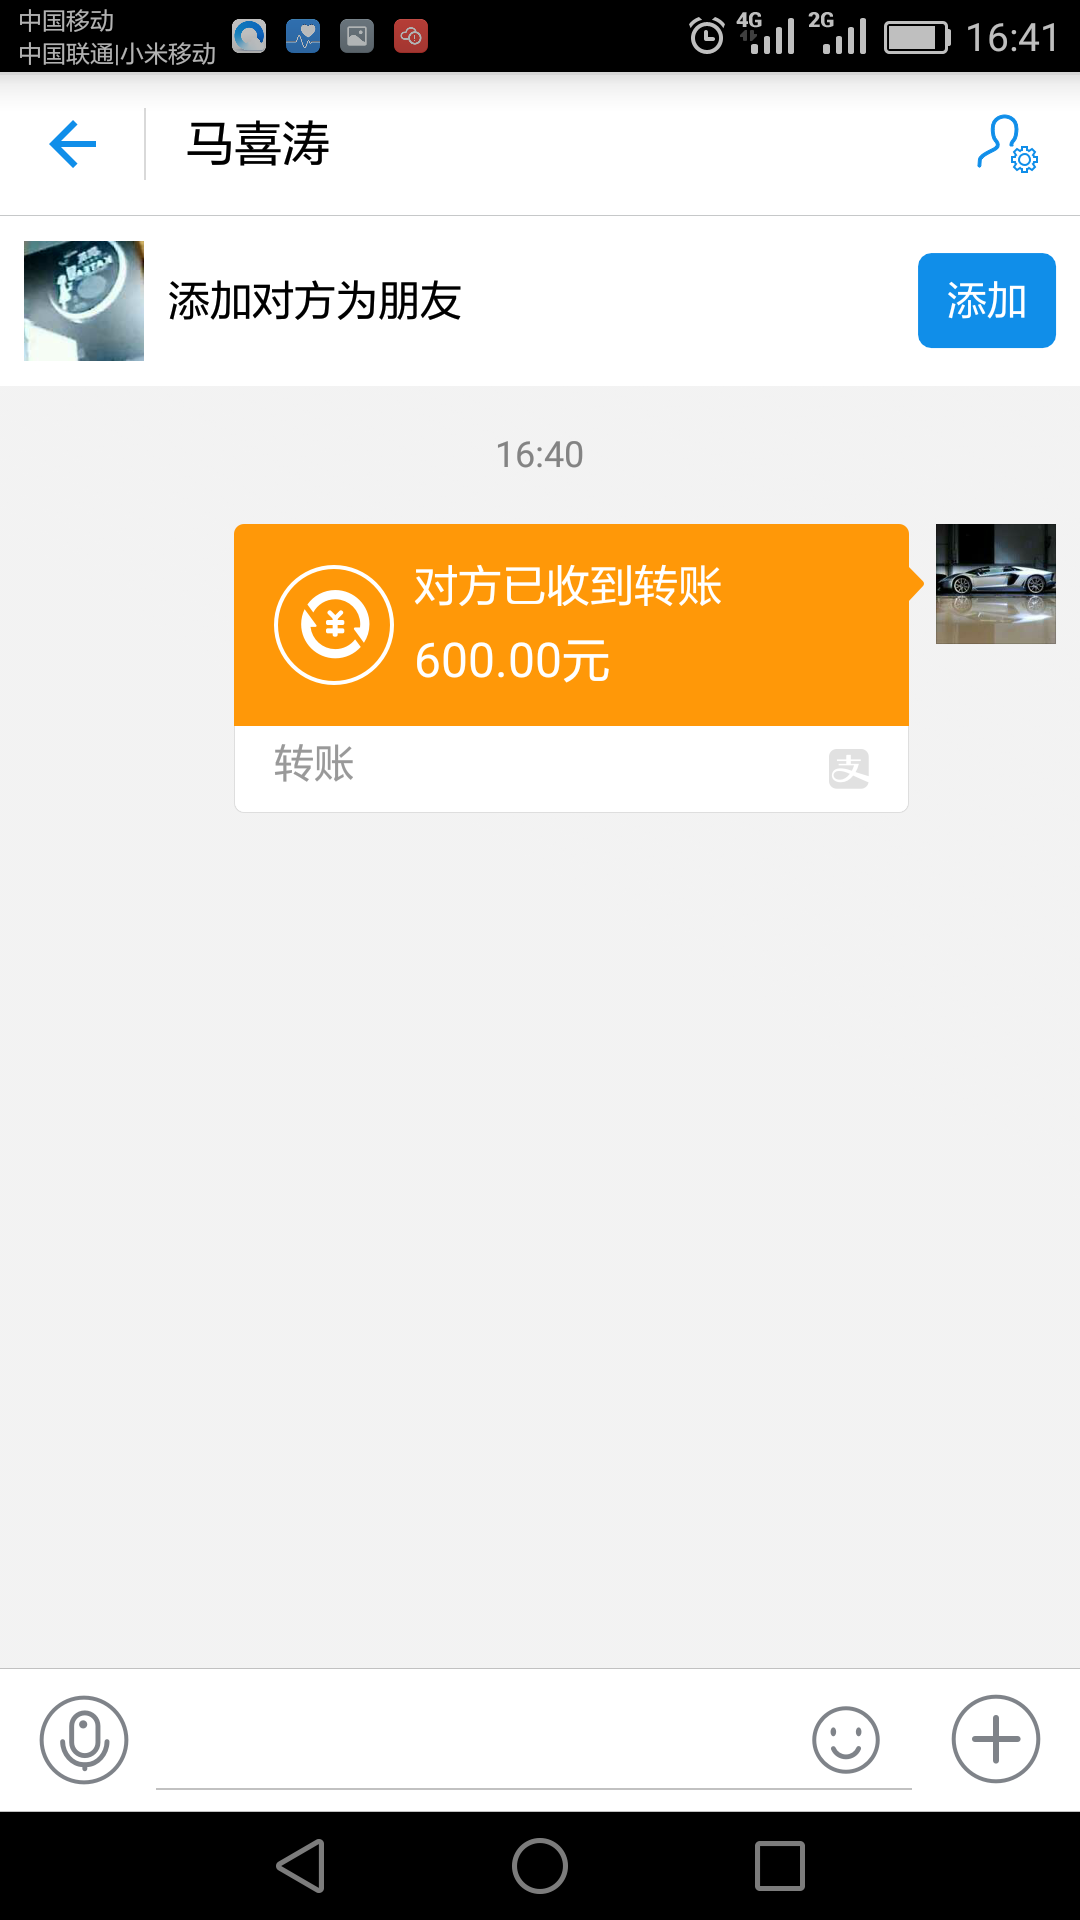 中国移动
中国联通|小米移动
4G
2G
16:41
马喜涛
添加对方为朋友
添加
16:40
对方已收到转账
600.00元
转账
支